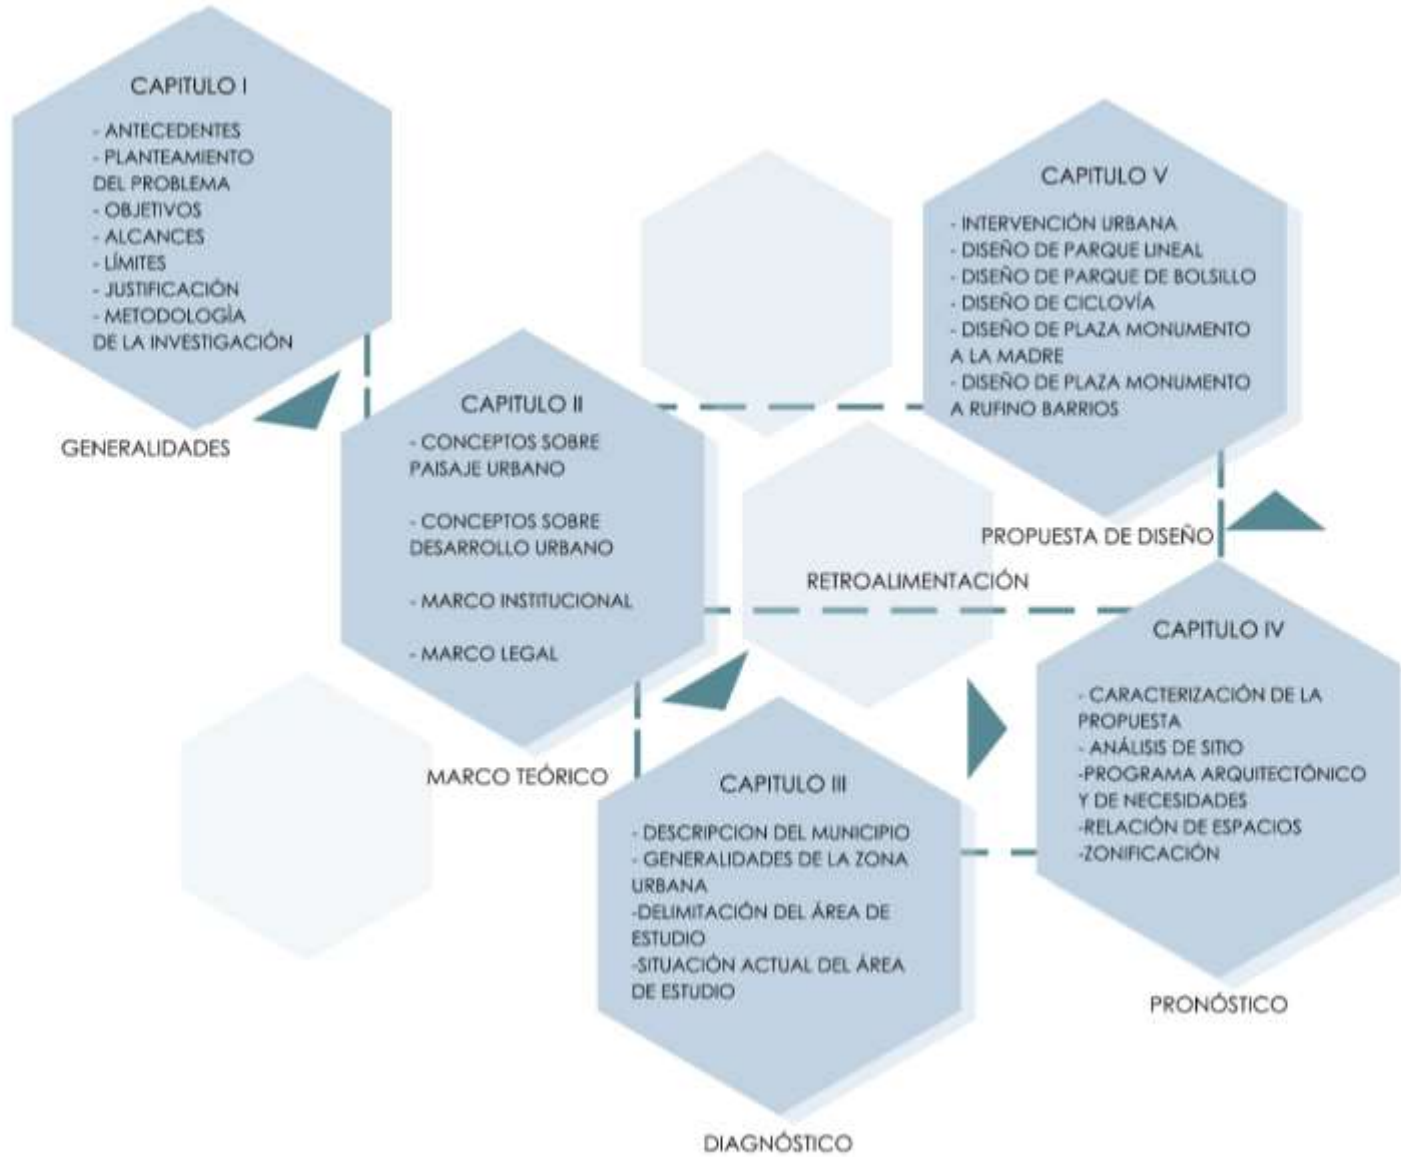 CAPITULO I
- ANTECEDENTES
- PLANTEAMIENTO
DEL PROBLEMA
- OBJETIVOS
- ALCANCES
- LÍMITES
- JUSTIFICACIÓN
- METODOLOGÍA
DE LA INVESTIGACIÓN
GENERALIDADES
CAPITULO II
- CONCEPTOS SOBRE
PAISAJE URBANO
- CONCEPTOS SOBRE
DESARROLLO URBANO
- MARCO INSTITUCIONAL
- MARCO LEGAL
MARCO TEÓRICO
CAPITULO III
- DESCRIPCION DEL MUNICIPIO
- GENERALIDADES DE LA ZONA
URBANA
-DELIMITACIÓN DEL ÁREA DE
ESTUDIO
-SITUACIÓN ACTUAL DEL ÁREA
DE ESTUDIO
DIAGNÓSTICO
CAPITULO IV
- CARACTERIZACIÓN DE LA
PROPUESTA
- ANÁLISIS DE SITIO
-PROGRAMA ARQUITECTÓNICO
Y DE NECESIDADES
-RELACIÓN DE ESPACIOS
-ZONIFICACIÓN
PRONÓSTICO
CAPITULO V
- INTERVENCIÓN URBANA
- DISEÑO DE PARQUE LINEAL
- DISEÑO DE PARQUE DE BOLSILLO
- DISEÑO DE CICLOVÍA
- DISEÑO DE PLAZA MONUMENTO
A LA MADRE
- DISEÑO DE PLAZA MONUMENTO
A RUFINO BARRIOS
PROPUESTA DE DISEÑO
RETROALIMENTACIÓN